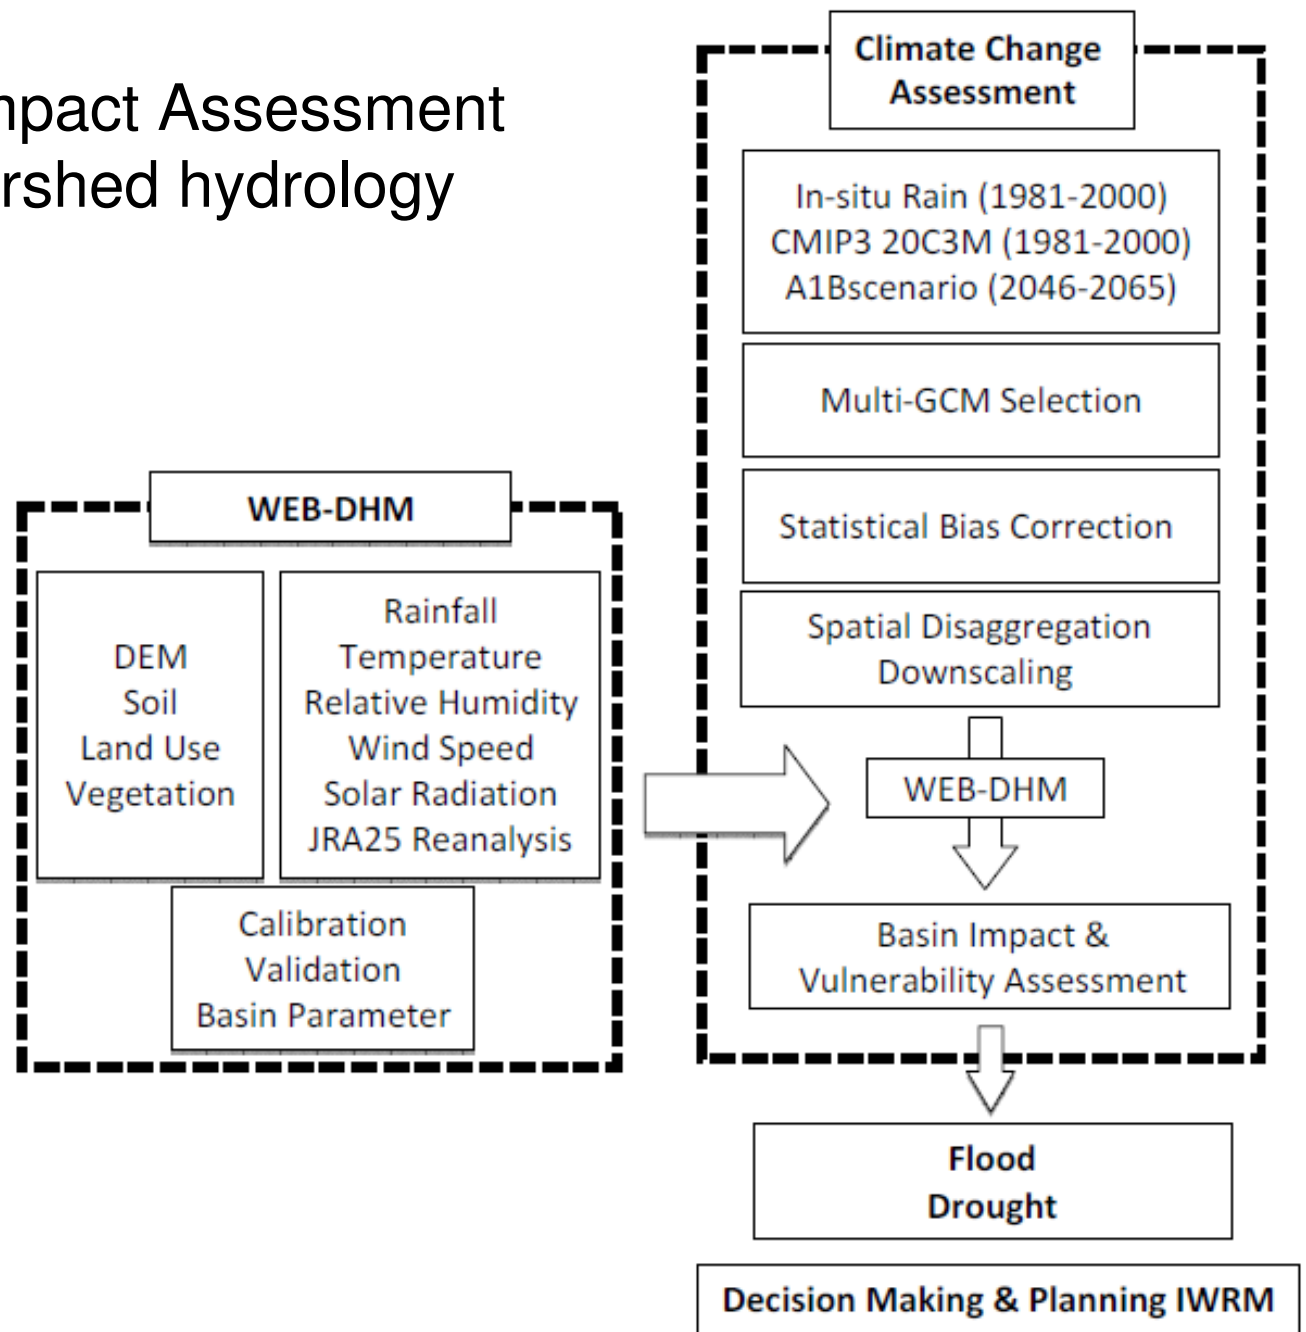 mpact Assessment
rshed hydrology
Climate Change
Assessment
In-situ Rain (1981-2000)
CMIP3 20C3M (1981-2000)
A1Bscenario (2046-2065)
Multi-GCM Selection
Statistical Bias Correction
Spatial Disaggregation
Downscaling
WEB-DHM
Basin Impact &
Vulnerability Assessment
Flood
Drought
Decision Making & Planning IWRM
WEB-DHM
DEM
Soil
Land Use
Vegetation
Rainfall
Temperature
Relative Humidity
Wind Speed
Solar Radiation
JRA25 Reanalysis
Calibration
Validation
Basin Parameter